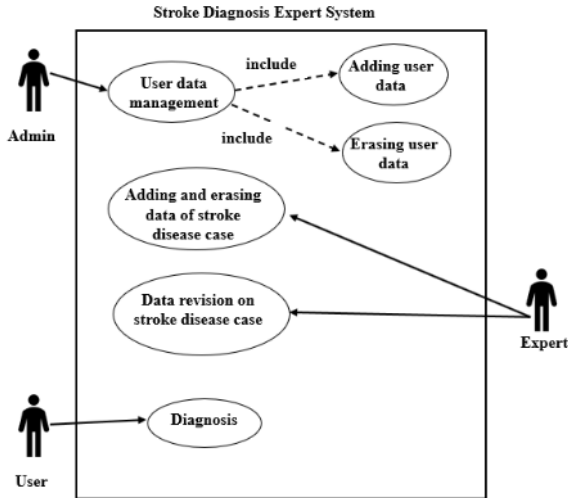 Stroke Diagnosis Expert System
User data
management
include
Adding user
data
include
Erasing user
data
Admin
Adding and erasing
data of stroke
disease case
Data revision on
stroke disease case
Expert
Diagnosis
User